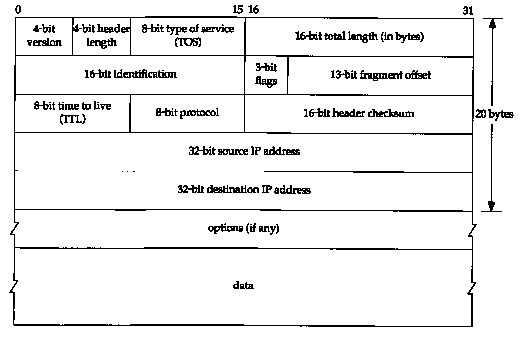 0 15 16 31
4-bit version
4-bit header length
8-bit type of service (TOS)
16-bit total length (in bytes)
16-bit identification
3-bit flags
13-bit fragment offset
8-bit time to live (TTL)
8-bit protocol
16-bit header checksum
20 bytes
32-bit source IP address
32-bit destination IP address
options (if any)
data